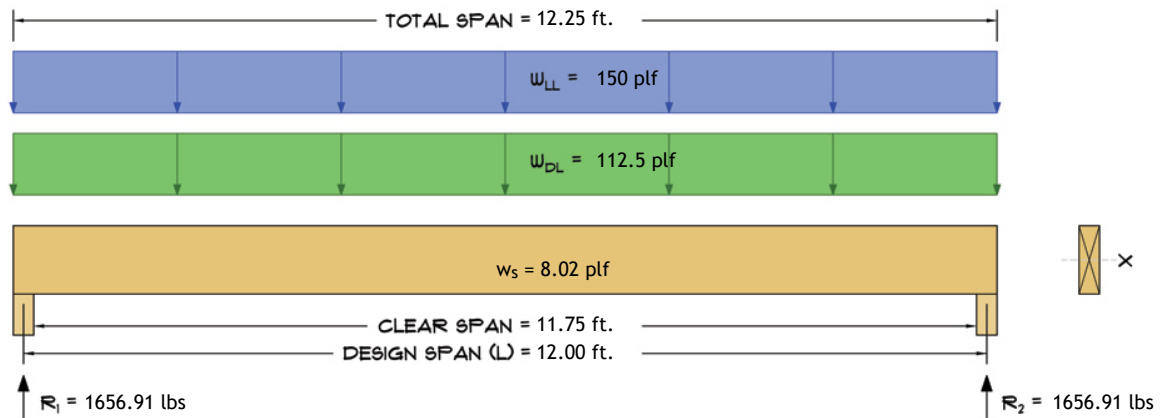 TOTAL SPAN = 12.25 ft.
WLL = 150 plf
WDL = 112.5 plf
ws = 8.02 plf
X
CLEAR SPAN = 11.75 ft.
DESIGN SPAN (L) = 12.00 ft.
R1 = 1656.91 lbs
R2 = 1656.91 lbs